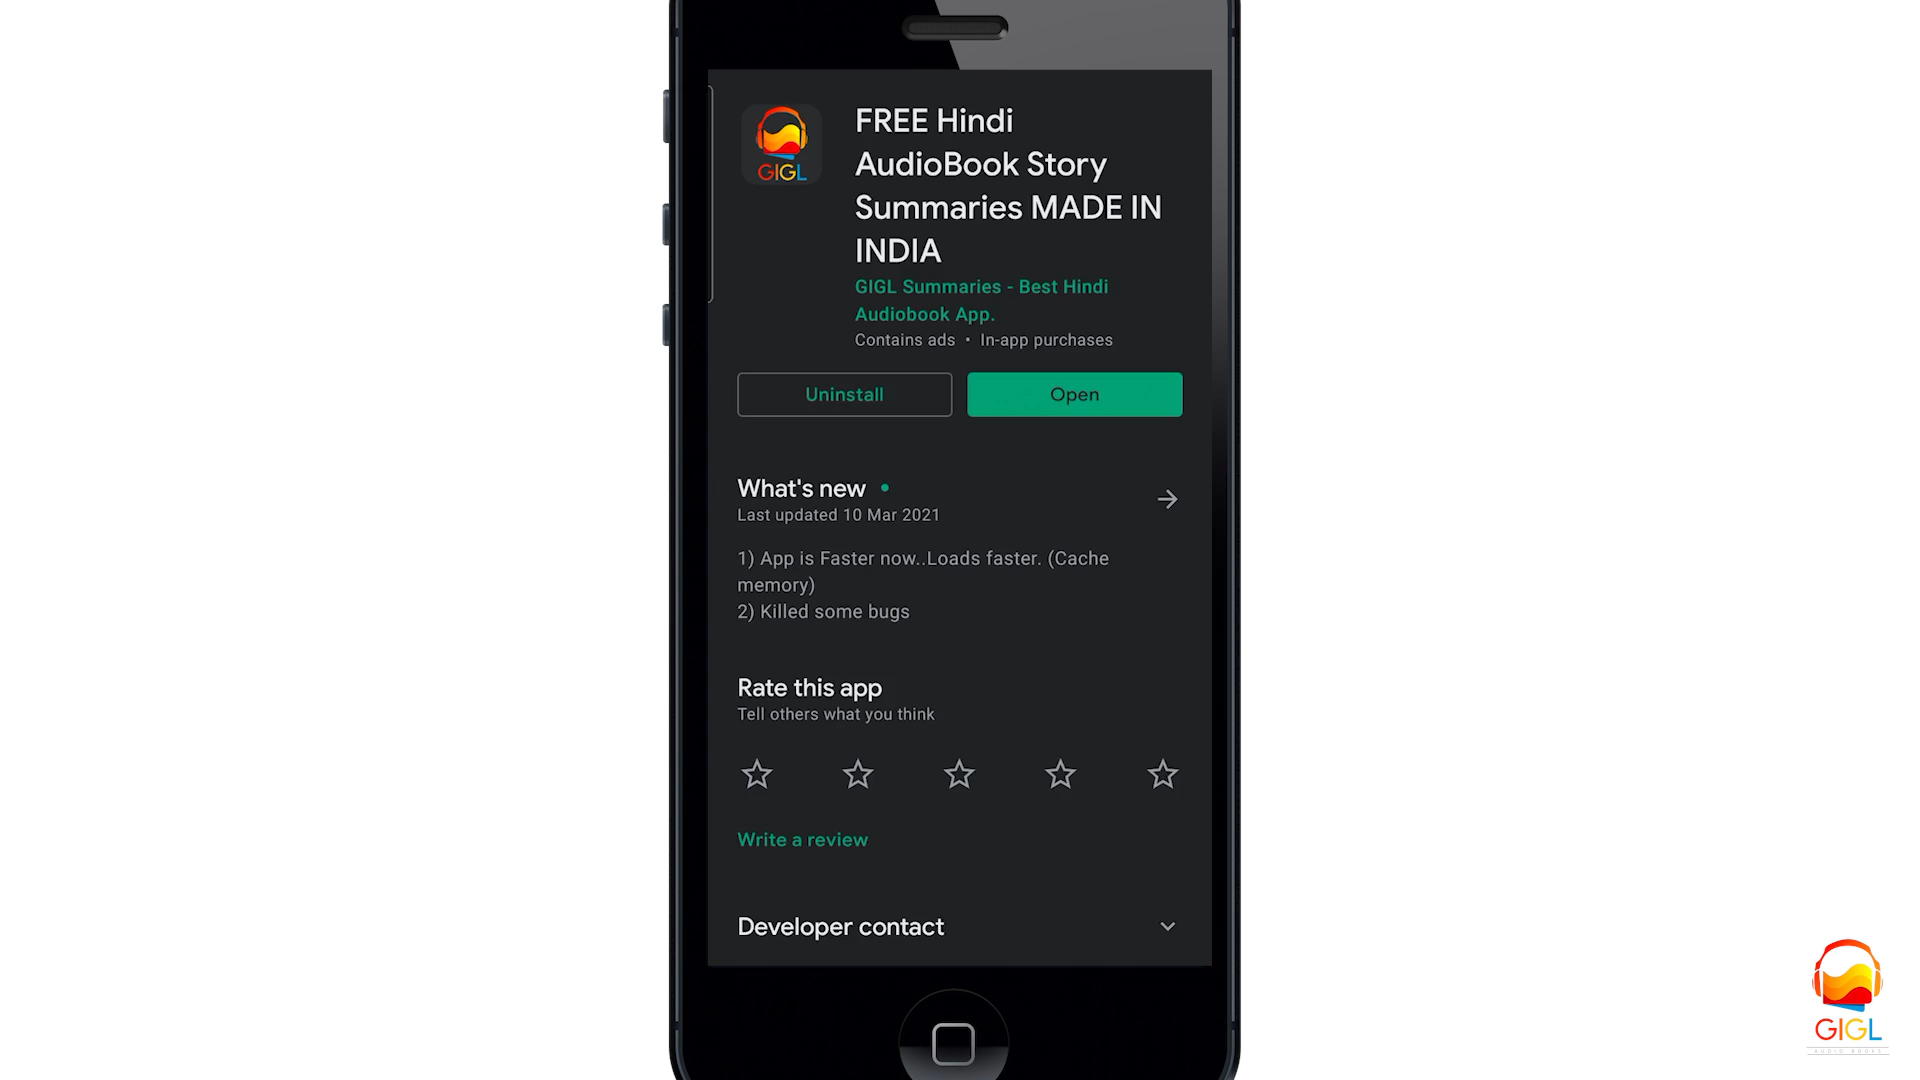 GIGL
FREE Hindi
AudioBook Story
Summaries MADE IN
INDIA
GIGL Summaries - Best Hindi
Audiobook App.
Contains ads • In-app purchases
Uninstall
Open
What's new
Last updated 10 Mar 2021
1) App is Faster now..Loads faster. (Cache
memory)
2) Killed some bugs
Rate this app
Tell others what you think
Write a review
Developer contact
GIGL
AUDIO BOOKS